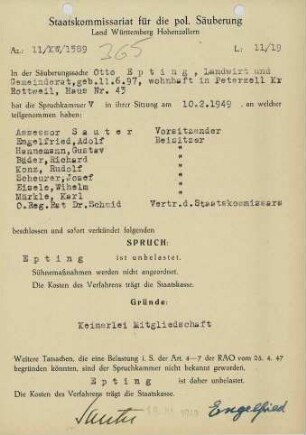 Staatskommissariat für die pol. Säuberung
Land Württemberg Hohenzollern
Az.: 11/KV/1589
365
L: 11/19
In der Säuberungssache Otto Epting, Landwirt und
Gemeinderat, geb. 11.6.97, wohnhaft in Peterzell Kr
Rottweil, Haus Nr. 43
hat die Spruchkammer V in ihrer Sitzung am 10.2.1949, an welcher
teilgenommen haben:
Assessor Sauter Vorsitzender
Engelfried, Adolf Beisitzer
Hannemann, Gustav "
Bäder, Richard "
Konz, Rudolf "
Scheurer, Josef "
Eisele, Wihelm "
Märkle, Karl "
O.Reg.Rat Dr. Schmid Vertr.d.Staatskommissars
beschlossen und sofort verkündet folgenden
SPRUCH:
Epting ist unbelastet.
Sühnemaßnahmen werden nicht angeordnet.
Die Kosten des Verfahrens trägt die Staatskasse.
Gründe:
Keinerlei Mitgliedschaft
Weitere Tatsachen, die eine Belastung i. S. der Art. 4-7 der RAO vom 24. 4. 47
begründen könnten, sind der Spruchkammer nicht bekannt geworden.
Epting ist daher unbelastet.
Die Kosten des Verfahrens trägt die Staatskasse.
Sauter
Engelfried